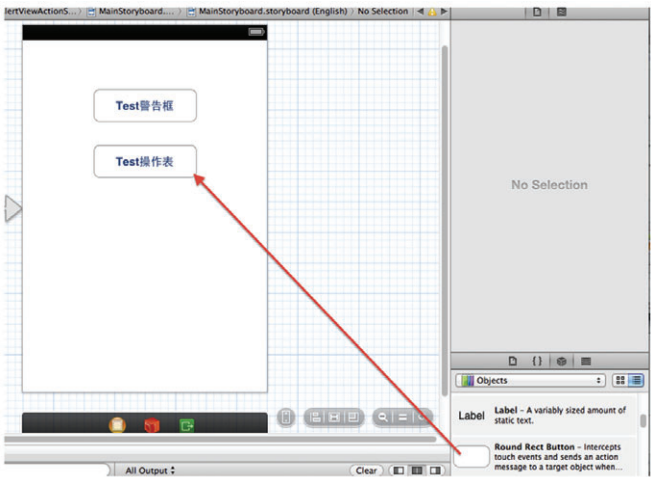 lertViewActionS... MainStoryboard.... MainStoryboard.storyboard (English) No Selection
Test警告框
Test操作表
No Selection
{}
Objects
Label Label – A variably sized amount of
static text.
Round Rect Button – Intercepts
touch events and sends an action
message to a target object when...
All Output Clear